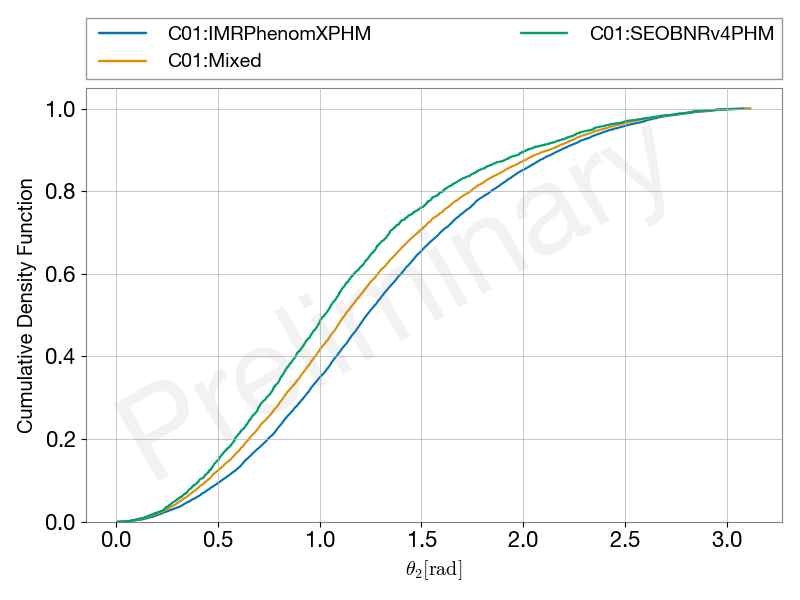 C01:IMRPhenomXPHM
C01:Mixed
C01:SEOBNRv4PHM
Cumulative Density Function
1.0
0.8
0.6
0.4
0.2
0.0
Preliminary
0.0 0.5 1.0 1.5 2.0 2.5 3.0
θ₂[rad]